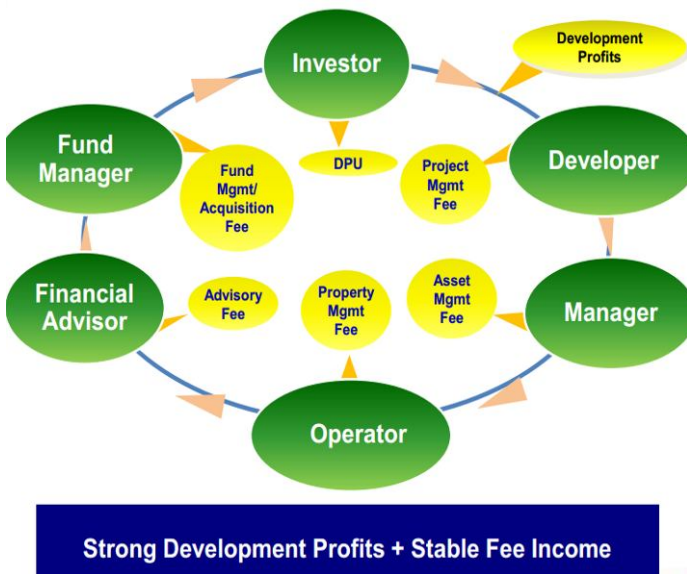 Investor
Development
Profits
Fund
Manager
Fund
Mgmt/
Acquisition
Fee
DPU
Project
Mgmt
Fee
Developer
Financial
Advisor
Advisory
Fee
Property
Mgmt
Fee
Asset
Mgmt
Fee
Manager
Operator
Strong Development Profits + Stable Fee Income